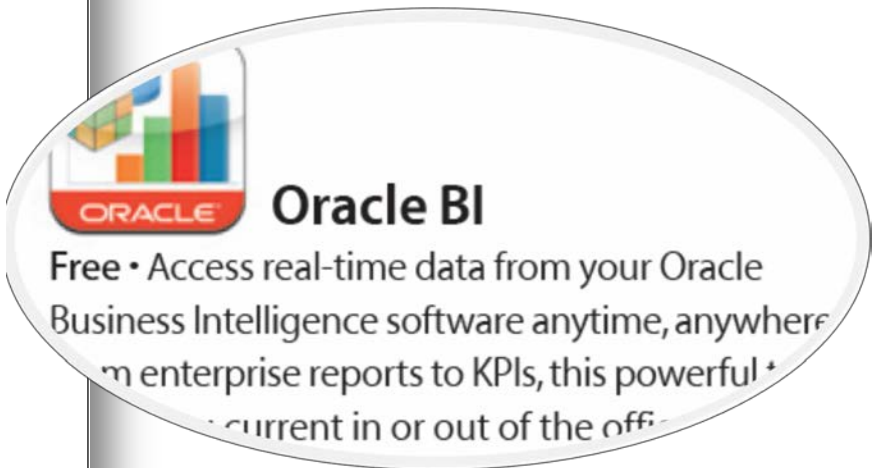 ORACLE
Oracle BI
Free • Access real-time data from your Oracle
Business Intelligence software anytime, anywhere
enterprise reports to KPIs, this powerful
current in or out of the